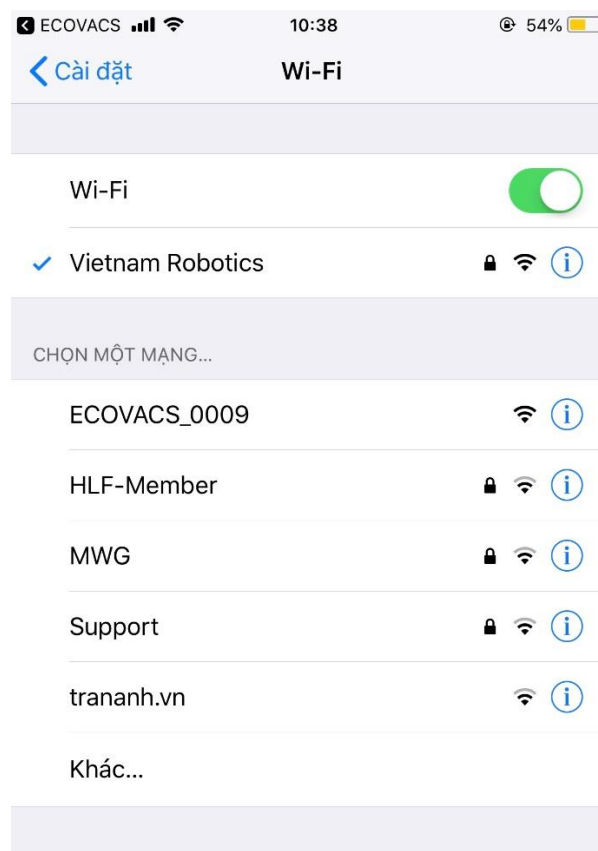 ECOVACS 10:38 54%
Cài đặt Wi-Fi
Wi-Fi
Vietnam Robotics
CHỌN MỘT MẠNG...
ECOVACS_0009
HLF-Member
MWG
Support
trananh.vn
Khác...